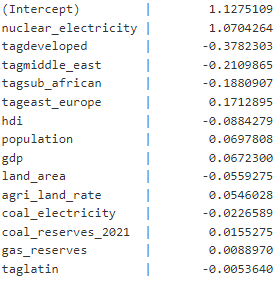 (Intercept) | 1.1275109
nuclear_electricity | 1.0704264
tagdeveloped | -0.3782303
tagmiddle_east | -0.2109865
tagsub_african | -0.1880907
tageast_europe | 0.1712895
hdi | -0.0884279
population | 0.0697808
gdp | 0.0672300
land_area | -0.0559275
agri_land_rate | 0.0546028
coal_electricity | -0.0226589
coal_reserves_2021 | 0.0155275
gas_reserves | 0.0088970
taglatin | -0.0053640